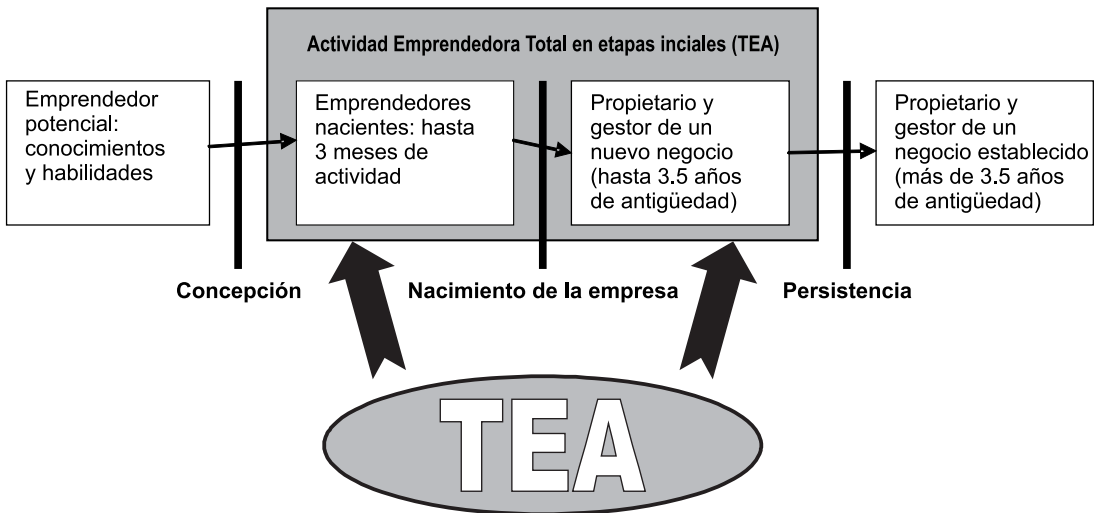 Actividad Emprendedora Total en etapas inciales (TEA)
Emprendedor
potencial:
conocimientos
y habilidades
Emprendedores
nacientes: hasta
3 meses de
actividad
Propietario y
gestor de un
nuevo negocio
(hasta 3.5 años
de antigüedad)
Propietario y
gestor de un
negocio establecido
(más de 3.5 años
de antigüedad)
Concepción
Nacimiento de la empresa
Persistencia
TEA